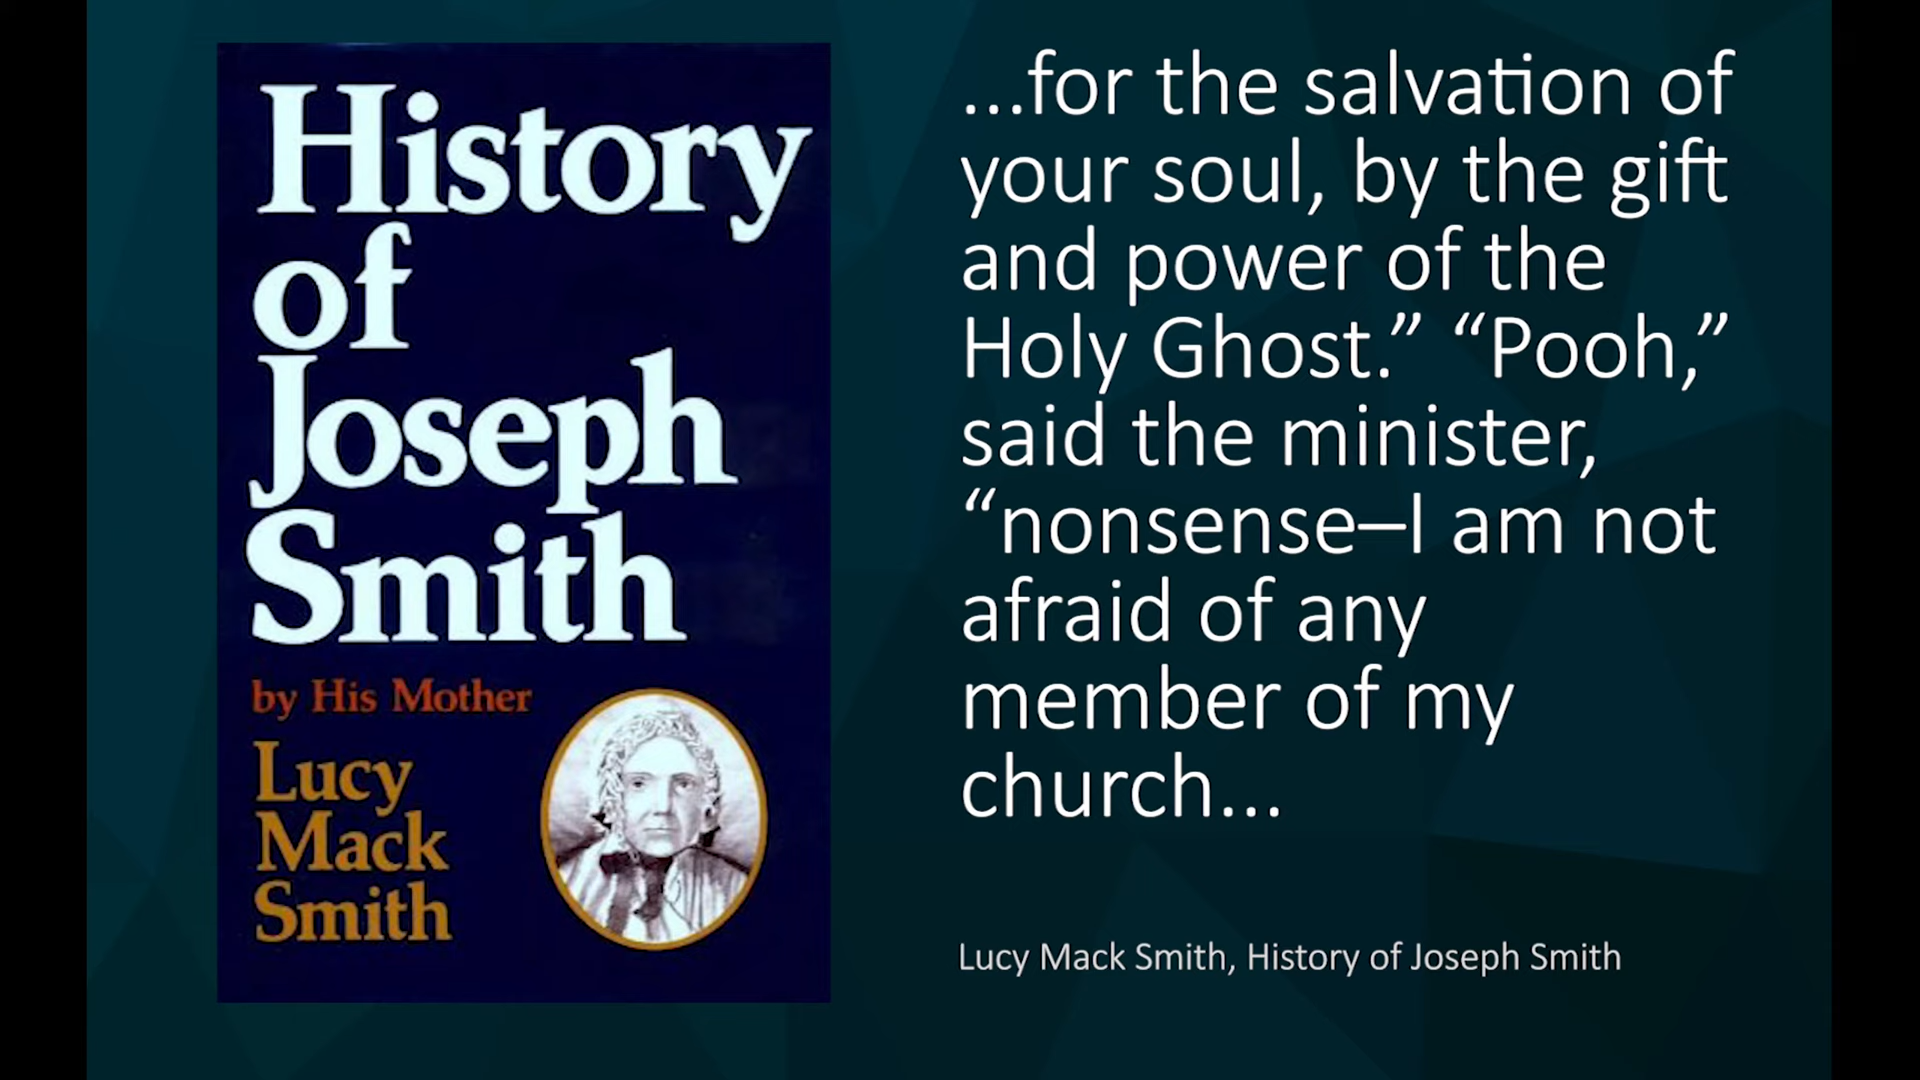 History
of
Joseph
Smith
by His Mother
Lucy
Mack
Smith
...for the salvation of
your soul, by the gift
and power of the
Holy Ghost.” “Pooh,”
said the minister,
“nonsense–I am not
afraid of any
member of my
church...
Lucy Mack Smith, History of Joseph Smith